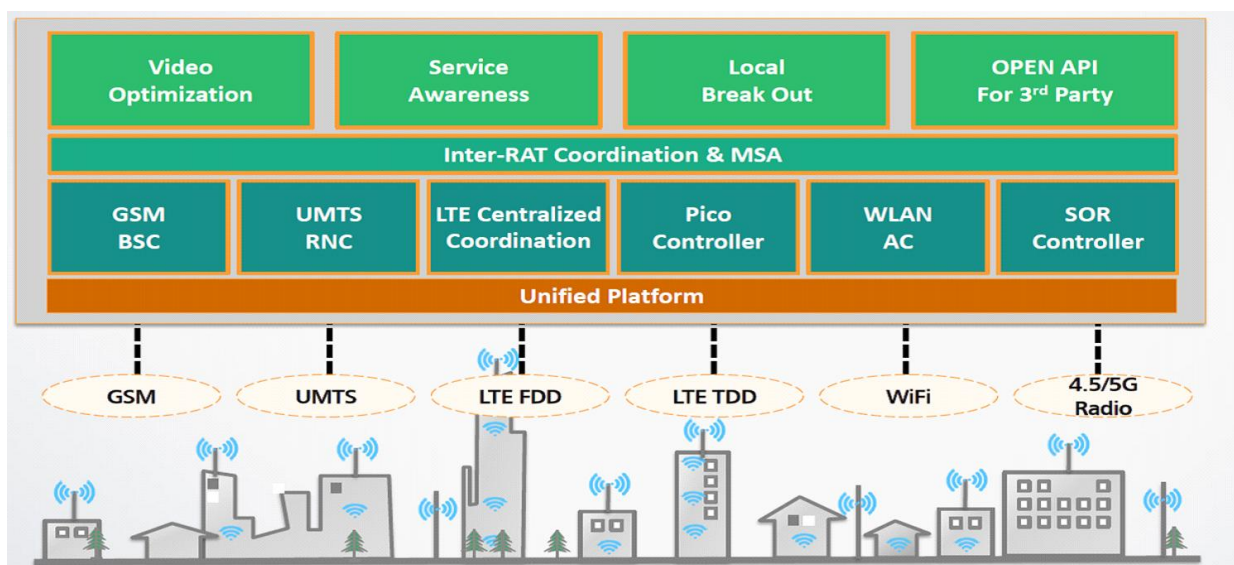 Video
Optimization
Service
Awareness
Local
Break Out
OPEN API
For 3rd Party
Inter-RAT Coordination & MSA
GSM
BSC
UMTS
RNC
LTE Centralized
Coordination
Pico
Controller
WLAN
AC
SOR
Controller
Unified Platform
GSM
UMTS
LTE FDD
LTE TDD
WiFi
4.5/5G
Radio